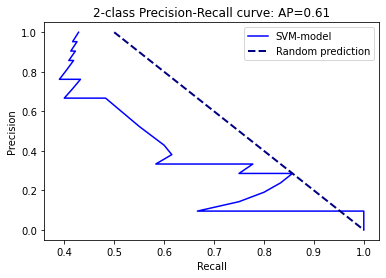 2-class Precision-Recall curve: AP=0.61
SVM-model
Random prediction
Precision
1.0
0.8
0.6
0.4
0.2
0.0
0.4 0.5 0.6 0.7 0.8 0.9 1.0
Recall